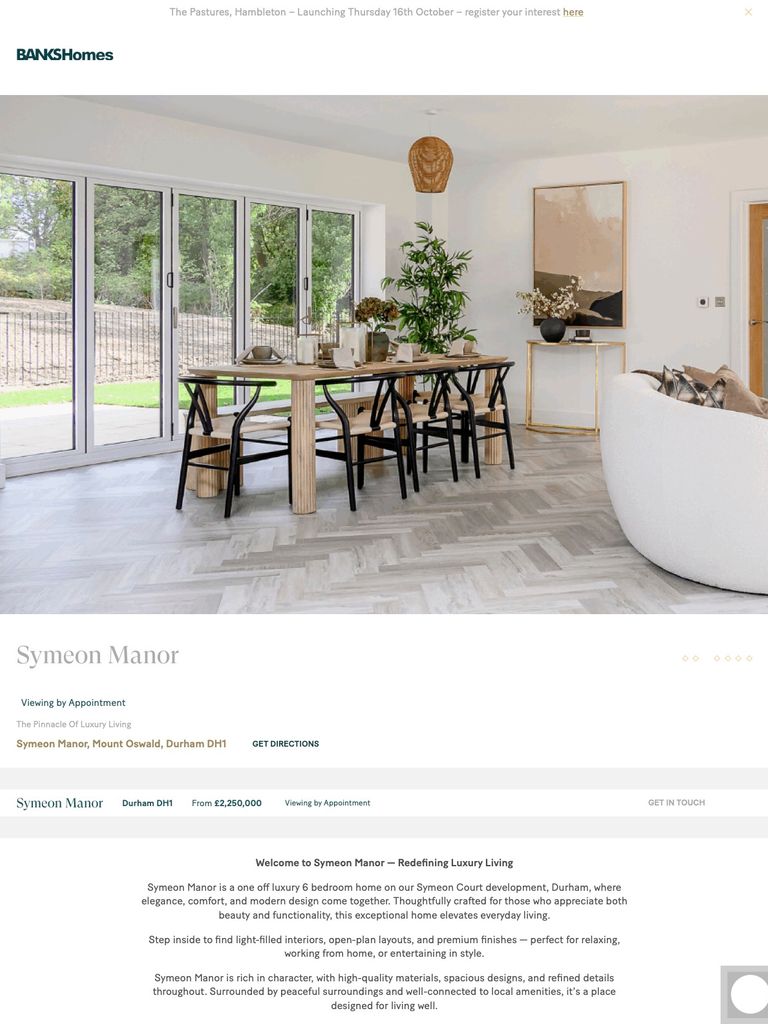 The Pastures, Hambleton – Launching Thursday 16th October – register your interest here
BANKSHomes
Symeon Manor
Viewing by Appointment
The Pinnacle Of Luxury Living
Symeon Manor, Mount Oswald, Durham DH1 GET DIRECTIONS
Symeon Manor Durham DH1 From £2,250,000 Viewing by Appointment GET IN TOUCH
Welcome to Symeon Manor — Redefining Luxury Living
Symeon Manor is a one off luxury 6 bedroom home on our Symeon Court development, Durham, where
elegance, comfort, and modern design come together. Thoughtfully crafted for those who appreciate both
beauty and functionality, this exceptional home elevates everyday living.
Step inside to find light-filled interiors, open-plan layouts, and premium finishes — perfect for relaxing,
working from home, or entertaining in style.
Symeon Manor is rich in character, with high-quality materials, spacious designs, and refined details
throughout. Surrounded by peaceful surroundings and well-connected to local amenities, it's a place
designed for living well.